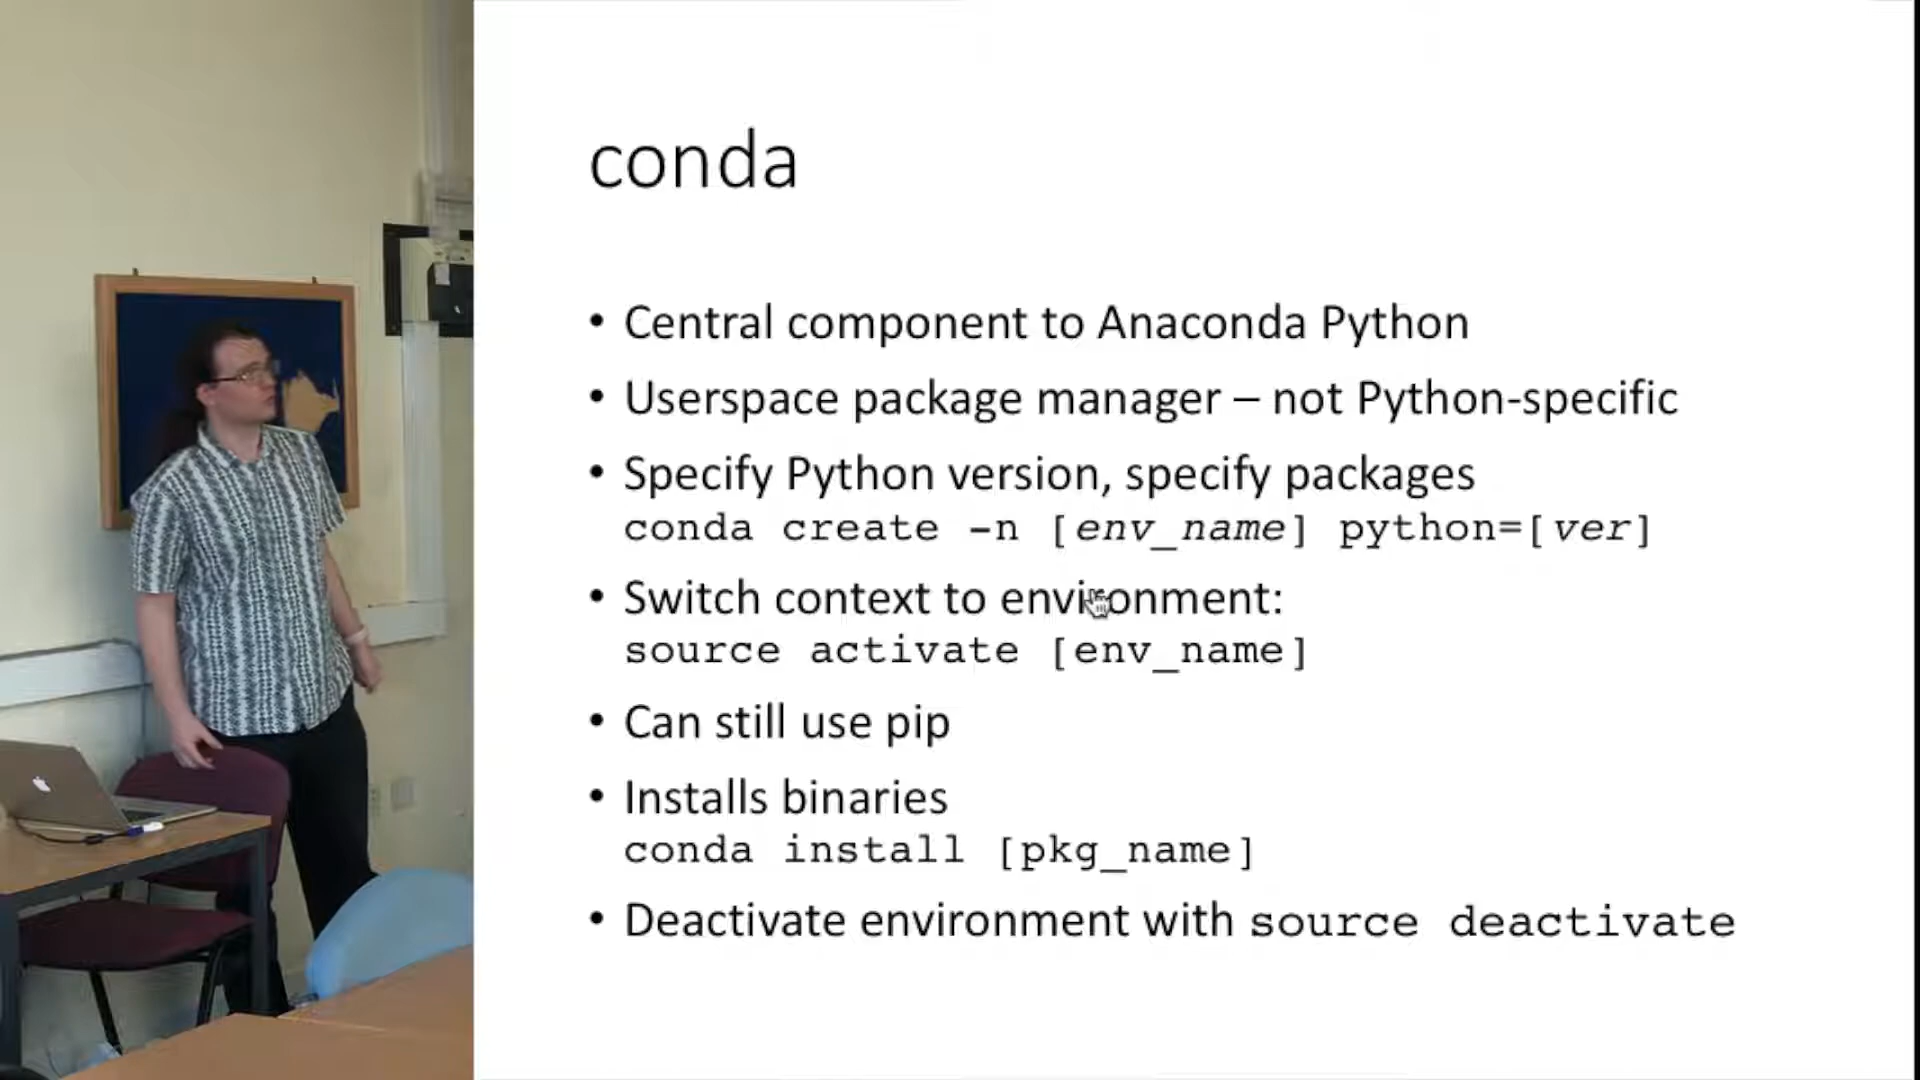 conda
• Central component to Anaconda Python
• Userspace package manager – not Python-specific
• Specify Python version, specify packages
conda create -n [env_name] python=[ver]
• Switch context to environment:
source activate [env_name]
• Can still use pip
• Installs binaries
conda install [pkg_name]
• Deactivate environment with source deactivate